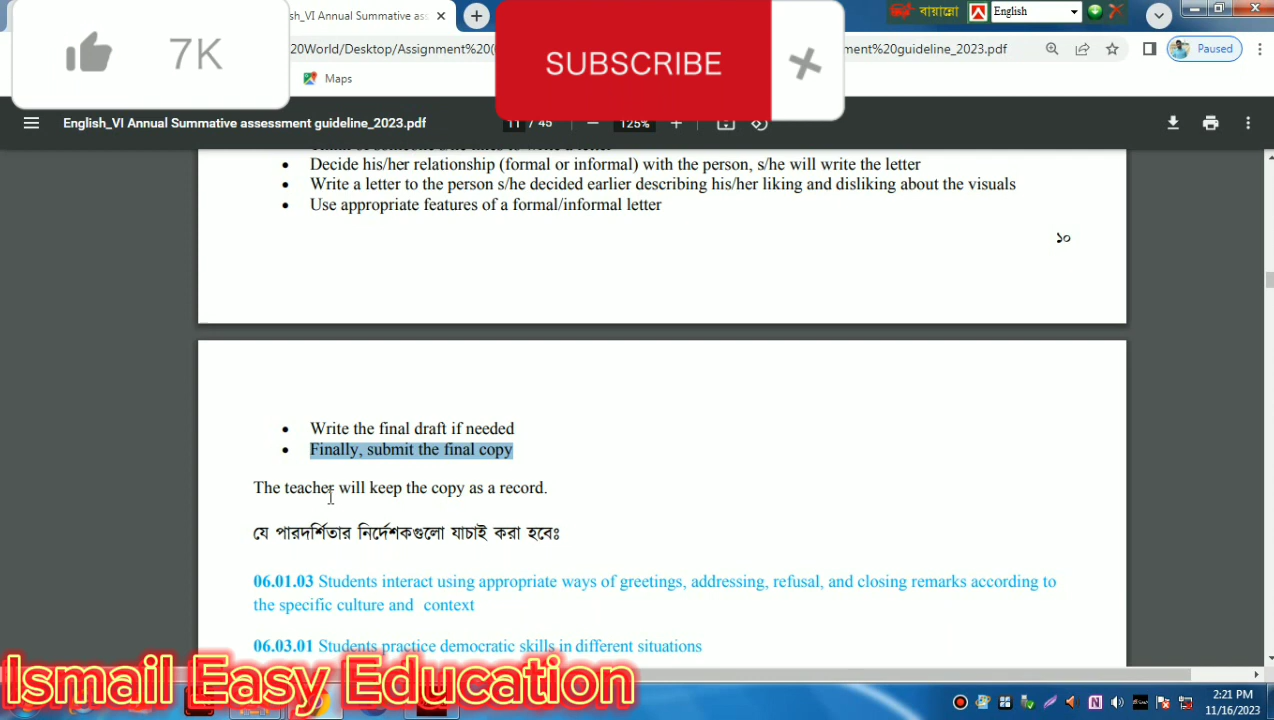 sh_VI Annual Summative ass
বায়ান্নো
English
7K
SUBSCRIBE
20World/Desktop/Assignment%20(
ment%20guideline_2023.pdf
Paused
Maps
English_VI Annual Summative assessment guideline_2023.pdf
11 / 45
125%
Decide his/her relationship (formal or informal) with the person, s/he will write the letter
Write a letter to the person s/he decided earlier describing his/her liking and disliking about the visuals
Use appropriate features of a formal/informal letter
১০
Write the final draft if needed
Finally, submit the final copy
The teacher will keep the copy as a record.
যে পারদর্শিতার নির্দেশকগুলো যাচাই করা হবেঃ
06.01.03 Students interact using appropriate ways of greetings, addressing, refusal, and closing remarks according to
the specific culture and context
06.03.01 Students practice democratic skills in different situations
Ismail Easy Education
2:21 PM
11/16/2023